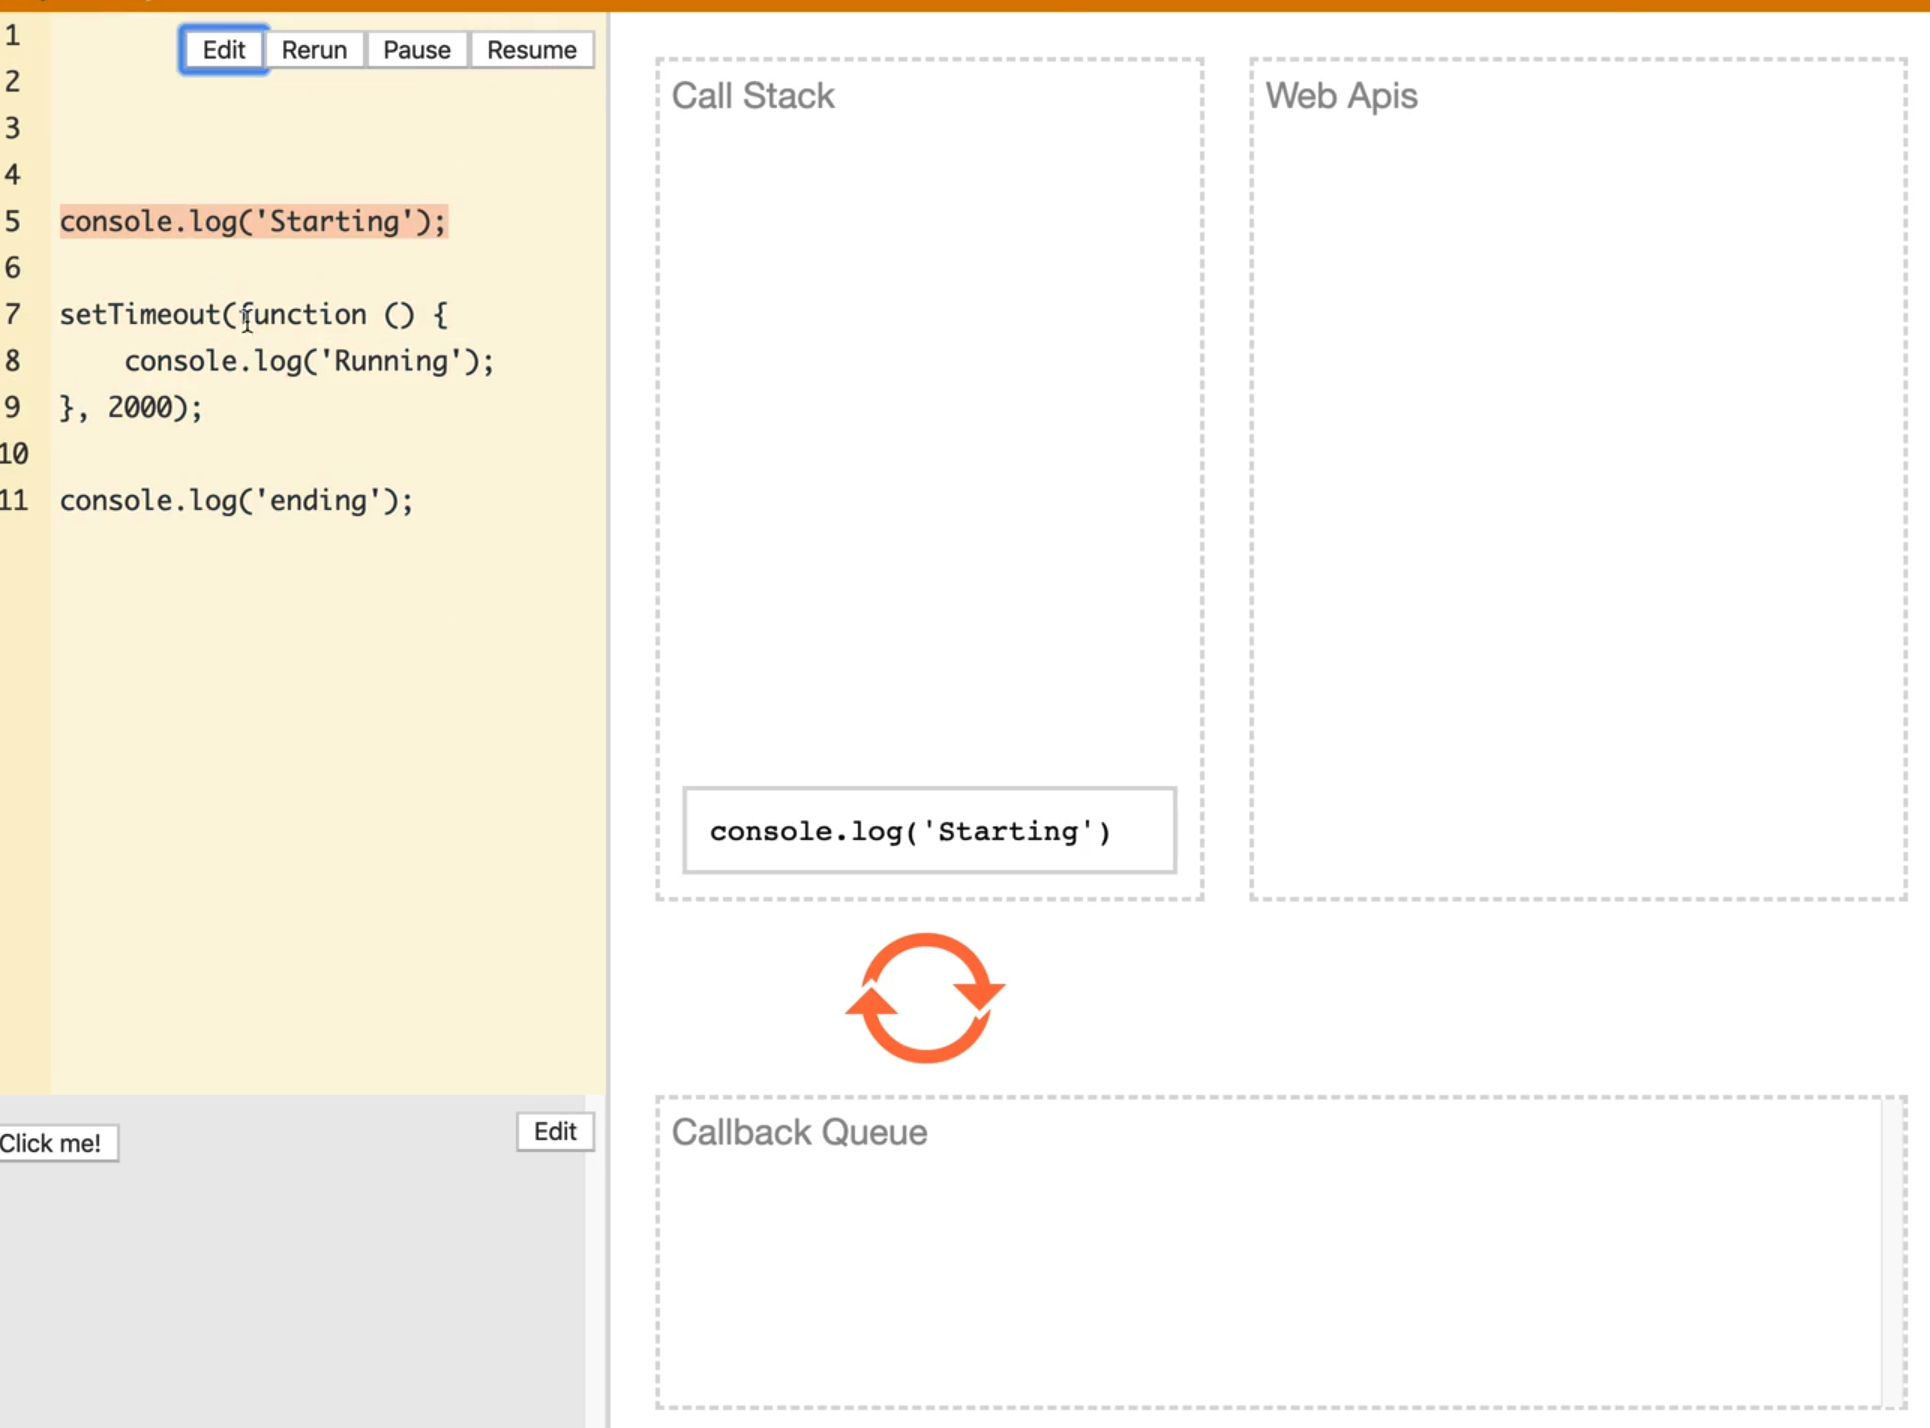 Edit Rerun Pause Resume
1
2
3
4
5 console.log('Starting');
6
7 setTimeout(function () {
8     console.log('Running');
9 }, 2000);
10
11 console.log('ending');
Click me!
Edit
Call Stack
console.log('Starting')
Web Apis
Callback Queue